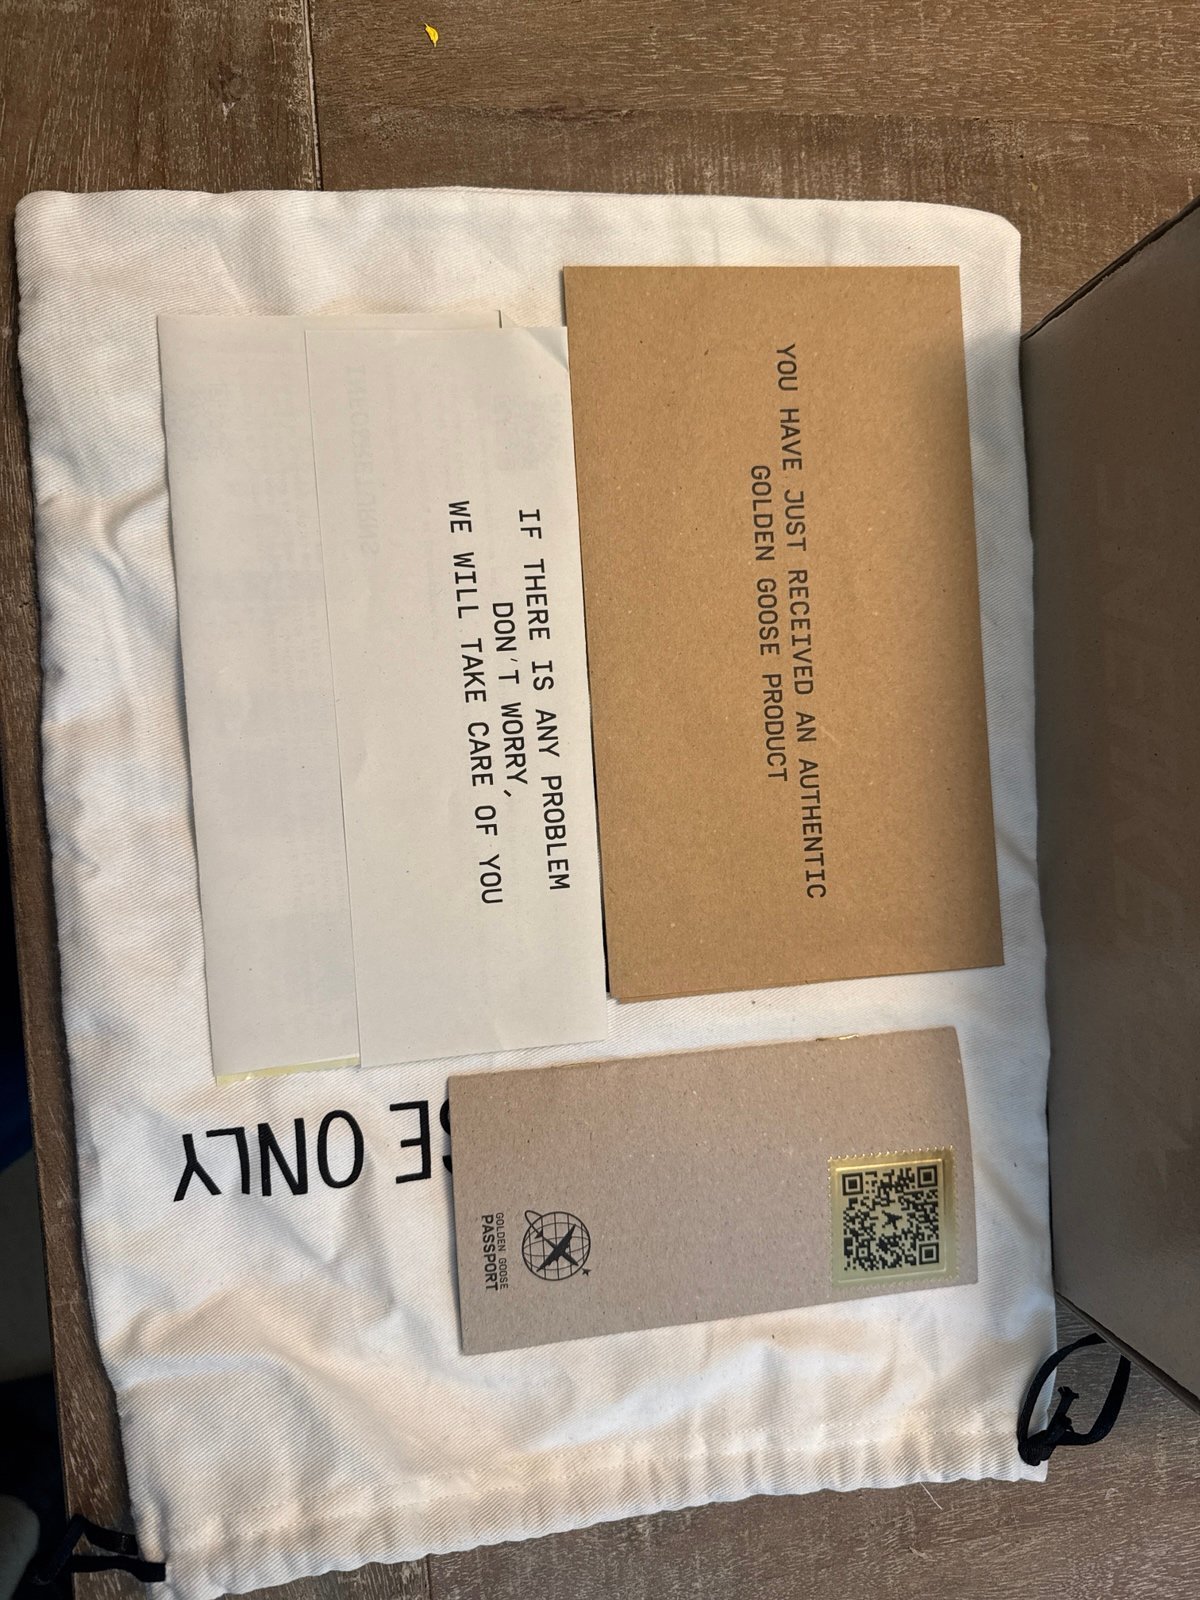 YOU HAVE JUST RECEIVED AN AUTHENTIC
GOLDEN GOOSE PRODUCT
IF THERE IS ANY PROBLEM
DON'T WORRY,
WE WILL TAKE CARE OF YOU
GOLDEN GOOSE
PASSPORT
ONLY